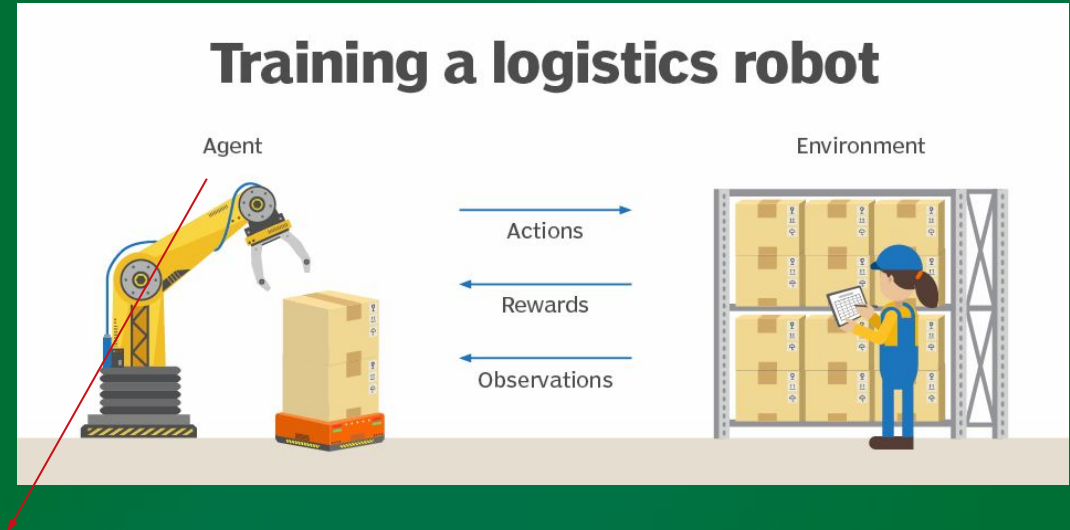 Training a logistics robot
Agent
Environment
Actions
Rewards
Observations